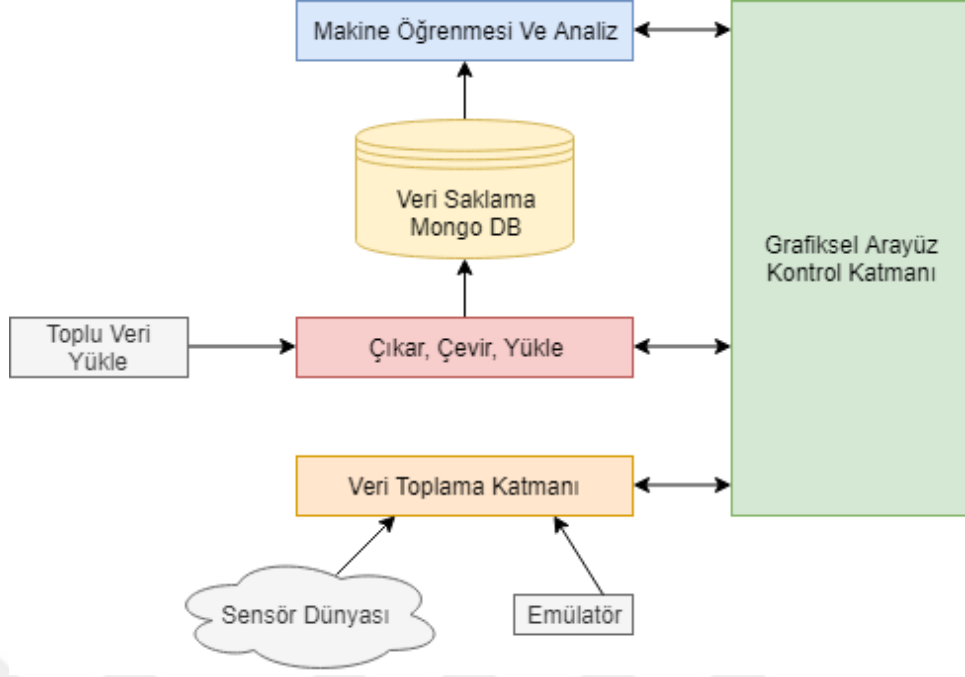 Makine Öğrenmesi Ve Analiz
Veri Saklama
Mongo DB
Grafiksel Arayüz
Kontrol Katmanı
Toplu Veri
Yükle
Çıkar, Çevir, Yükle
Veri Toplama Katmanı
Sensör Dünyası
Emülatör